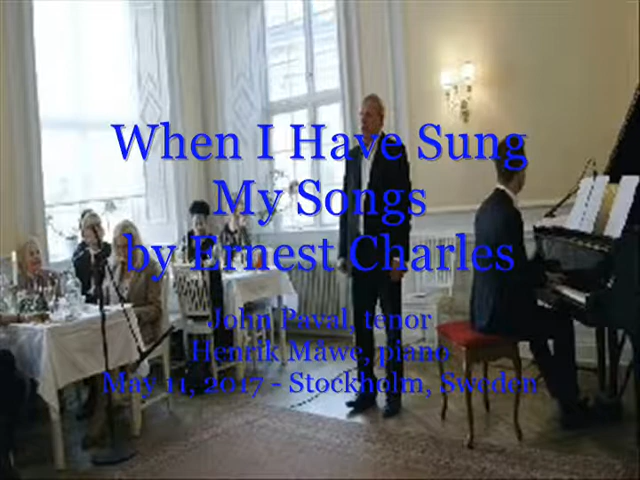 When I Have Sung
My Songs
by Ernest Charles
John Paval, tenor
Henrik Måwe, piano
May 11, 2017 - Stockholm, Sweden